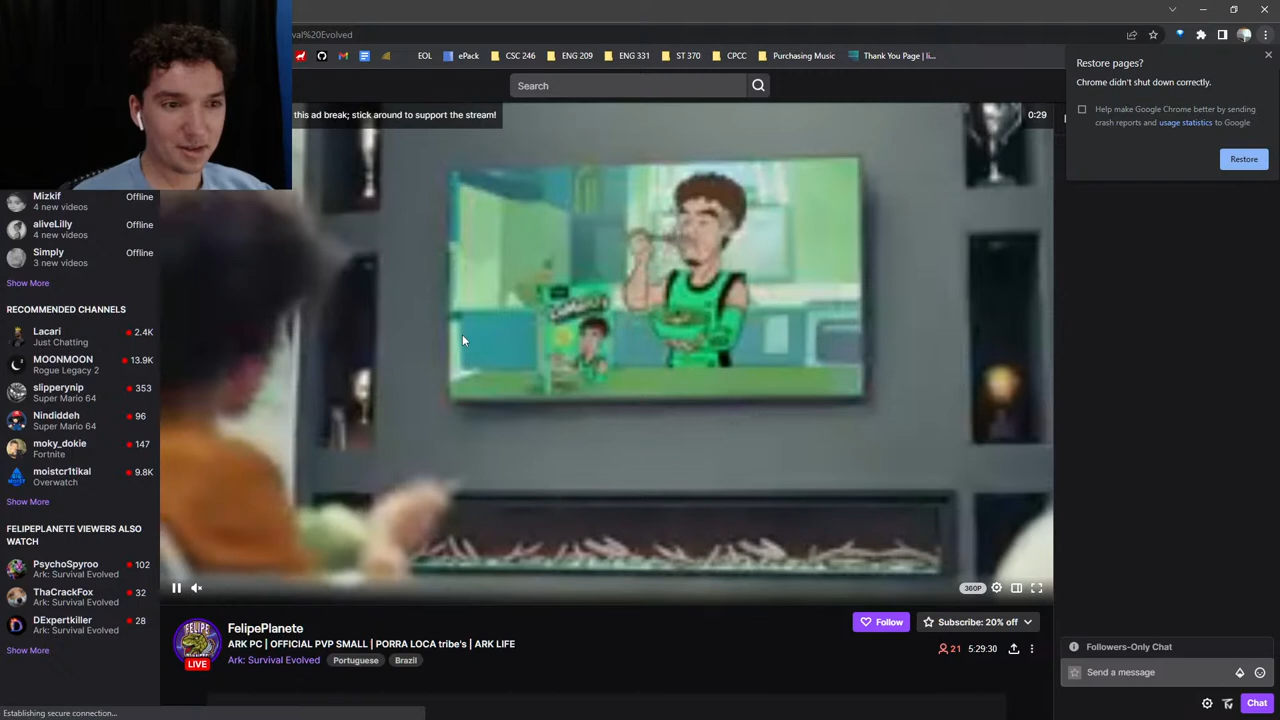 val%20Evolved
EOL
ePack
CSC 246
ENG 209
ENG 331
ST 370
CPCC
Purchasing Music
Thank You Page | li...
Restore pages?
Chrome didn't shut down correctly.
Help make Google Chrome better by sending
crash reports and usage statistics to Google
Restore
Search
this ad break; stick around to support the stream!
0:29
Mizkif
4 new videos
Offline
aliveLilly
4 new videos
Offline
Simply
3 new videos
Offline
Show More
RECOMMENDED CHANNELS
Lacari
Just Chatting
2.4K
MOONMOON
Rogue Legacy 2
13.9K
slipperynip
Super Mario 64
353
Nindiddeh
Super Mario 64
96
moky_dokie
Fortnite
147
moistcr1tikal
Overwatch
9.8K
Show More
FELIPEPLANETE VIEWERS ALSO
WATCH
PsychoSpyroo
Ark: Survival Evolved
102
ThaCrackFox
Ark: Survival Evolved
32
DExpertkiller
Ark: Survival Evolved
28
Show More
360P
FELIPE
LIVE
FelipePlanete
ARK PC | OFFICIAL PVP SMALL | PORRA LOCA tribe's | ARK LIFE
Ark: Survival Evolved
Portuguese
Brazil
Follow
Subscribe: 20% off
21
5:29:30
Followers-Only Chat
Send a message
Chat
Establishing secure connection...